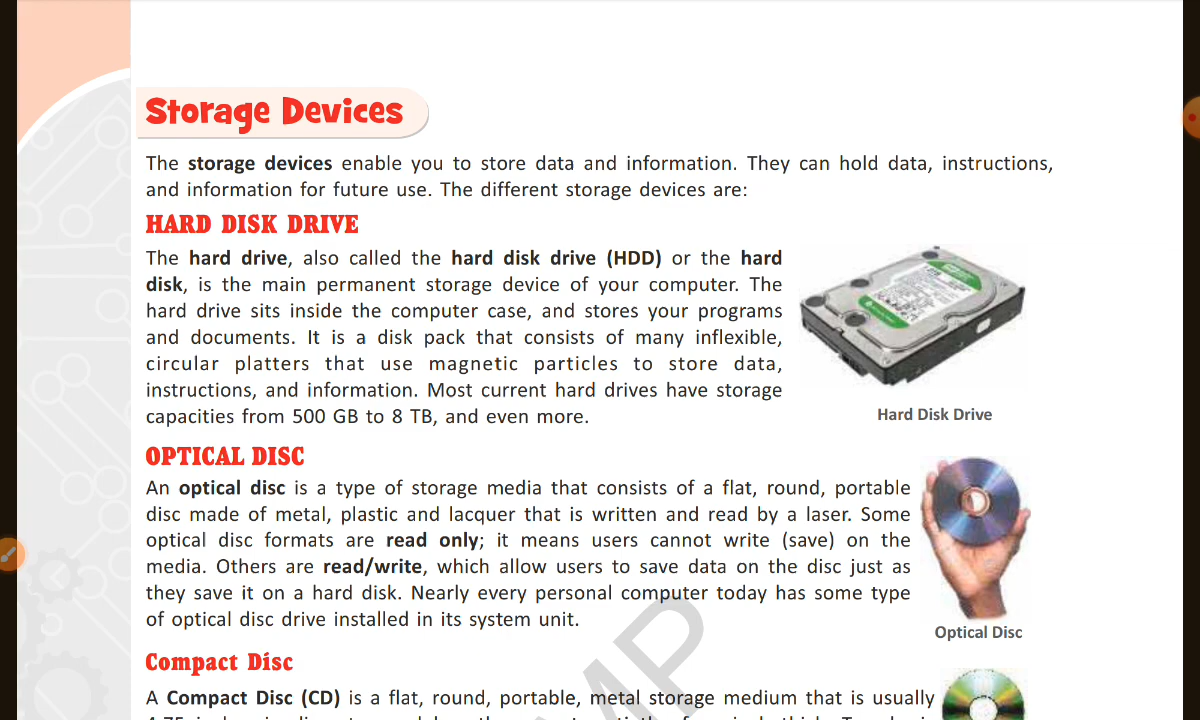 Storage Devices
The storage devices enable you to store data and information. They can hold data, instructions,
and information for future use. The different storage devices are:
HARD DISK DRIVE
The hard drive, also called the hard disk drive (HDD) or the hard
disk, is the main permanent storage device of your computer. The
hard drive sits inside the computer case, and stores your programs
and documents. It is a disk pack that consists of many inflexible,
circular platters that use magnetic particles to store data,
instructions, and information. Most current hard drives have storage
capacities from 500 GB to 8 TB, and even more.
Hard Disk Drive
OPTICAL DISC
An optical disc is a type of storage media that consists of a flat, round, portable
disc made of metal, plastic and lacquer that is written and read by a laser. Some
optical disc formats are read only; it means users cannot write (save) on the
media. Others are read/write, which allow users to save data on the disc just as
they save it on a hard disk. Nearly every personal computer today has some type
of optical disc drive installed in its system unit.
Optical Disc
Compact Disc
A Compact Disc (CD) is a flat, round, portable, metal storage medium that is usually
MP